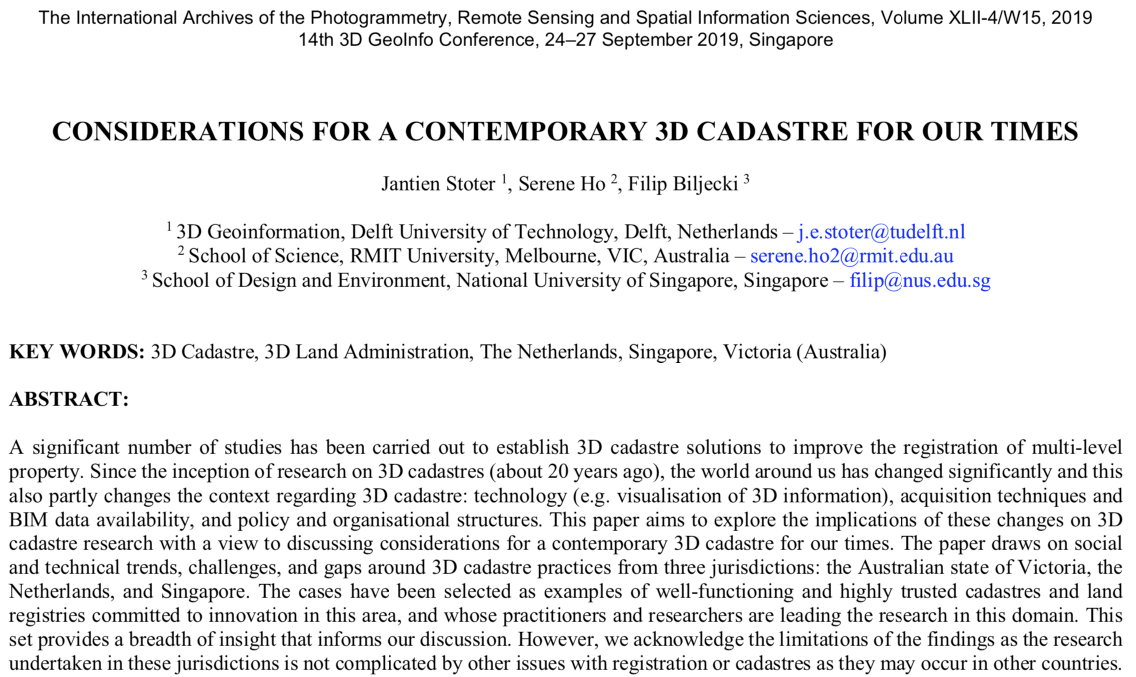 The International Archives of the Photogrammetry, Remote Sensing and Spatial Information Sciences, Volume XLII-4/W15, 2019
14th 3D GeoInfo Conference, 24–27 September 2019, Singapore
CONSIDERATIONS FOR A CONTEMPORARY 3D CADASTRE FOR OUR TIMES
Jantien Stoter 1, Serene Ho 2, Filip Biljecki 3
1 3D Geoinformation, Delft University of Technology, Delft, Netherlands – j.e.stoter@tudelft.nl
2 School of Science, RMIT University, Melbourne, VIC, Australia – serene.ho2@rmit.edu.au
3 School of Design and Environment, National University of Singapore, Singapore – filip@nus.edu.sg
KEY WORDS: 3D Cadastre, 3D Land Administration, The Netherlands, Singapore, Victoria (Australia)
ABSTRACT:
A significant number of studies has been carried out to establish 3D cadastre solutions to improve the registration of multi-level
property. Since the inception of research on 3D cadastres (about 20 years ago), the world around us has changed significantly and this
also partly changes the context regarding 3D cadastre: technology (e.g. visualisation of 3D information), acquisition techniques and
BIM data availability, and policy and organisational structures. This paper aims to explore the implications of these changes on 3D
cadastre research with a view to discussing considerations for a contemporary 3D cadastre for our times. The paper draws on social
and technical trends, challenges, and gaps around 3D cadastre practices from three jurisdictions: the Australian state of Victoria, the
Netherlands, and Singapore. The cases have been selected as examples of well-functioning and highly trusted cadastres and land
registries committed to innovation in this area, and whose practitioners and researchers are leading the research in this domain. This
set provides a breadth of insight that informs our discussion. However, we acknowledge the limitations of the findings as the research
undertaken in these jurisdictions is not complicated by other issues with registration or cadastres as they may occur in other countries.